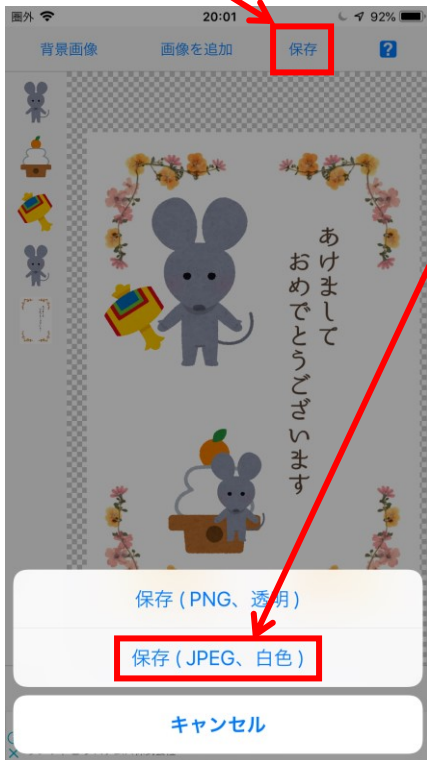 圏外 20:01 92%
背景画像 画像を追加 保存 ?
あけまして
おめでとうございます
保存 ( PNG、透明 )
保存 ( JPEG、白色 )
キャンセル